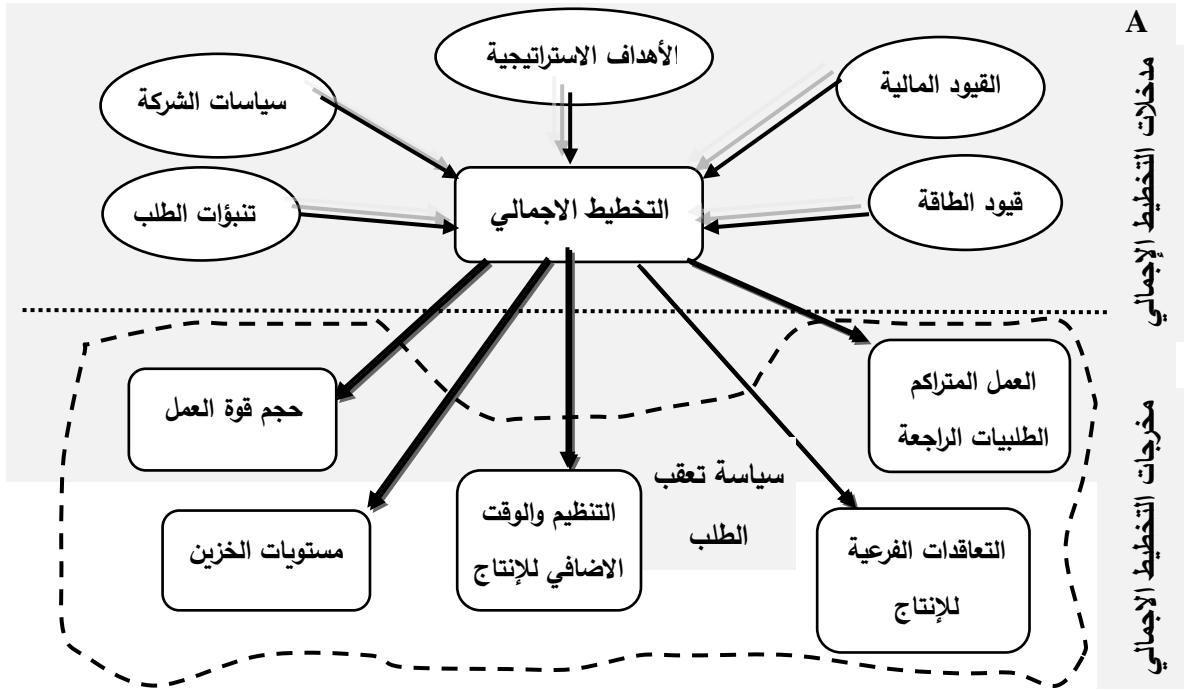 A
الأهداف الاستراتيجية
القيود المالية
سياسات الشركة
قيود الطاقة
التخطيط الاجمالي
تنبؤات الطلب
مدخلات التخطيط الإجمالي
العمل المتراكم
الطلبيات الراجعة
حجم قوة العمل
سياسة تعقب
الطلب
التعاقدات الفرعية
للإنتاج
التنظيم والوقت
الاضافي للإنتاج
مستويات الخزين
مخرجات التخطيط الاجمالي